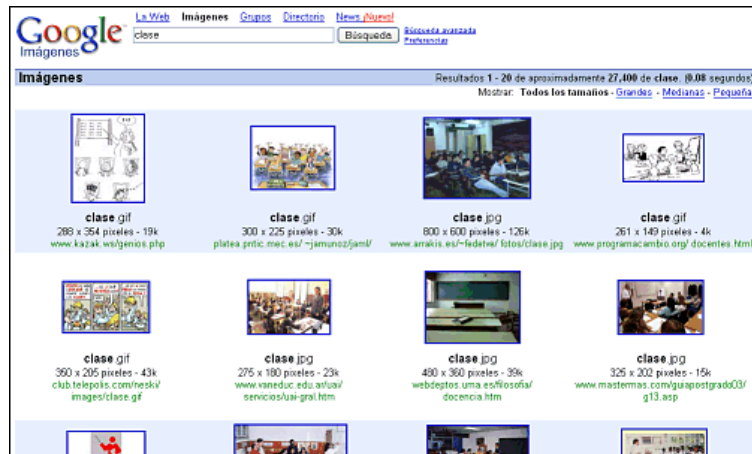 La Web Imágenes Grupos Directorio News ¡Nuevo!
Google
Imágenes
clase
Búsqueda
Búsqueda avanzada
Preferencias
Imágenes Resultados 1 - 20 de aproximadamente 27,400 de clase. (0.08 segundos)
Mostrar: Todos los tamaños - Grandes - Medianas - Pequeña
clase.gif clase.gif clase.jpg clase.gif
288 x 354 pixeles - 19k 300 x 225 pixeles - 30k 800 x 600 pixeles - 126k 261 x 149 pixeles - 4k
www.kazak.ws/genios.php platea.pntic.mec.es/ ~jamunoz/jaml/ www.arrakis.es/~fedetve/ fotos/clase.jpg www.programacambio.org/ docentes.html
clase.gif clase.jpg clase.jpg clase.jpg
350 x 205 pixeles - 43k 275 x 180 pixeles - 23k 480 x 360 pixeles - 39k 325 x 202 pixeles - 15k
club.telepolis.com/neski/ www.vaneduc.edu.ar/uai/ webdeptos.uma.es/filosofia/ www.mastermas.com/guiapostgrado03/
images/clase.gif servicios/uai-gral.htm docencia.htm g13.asp